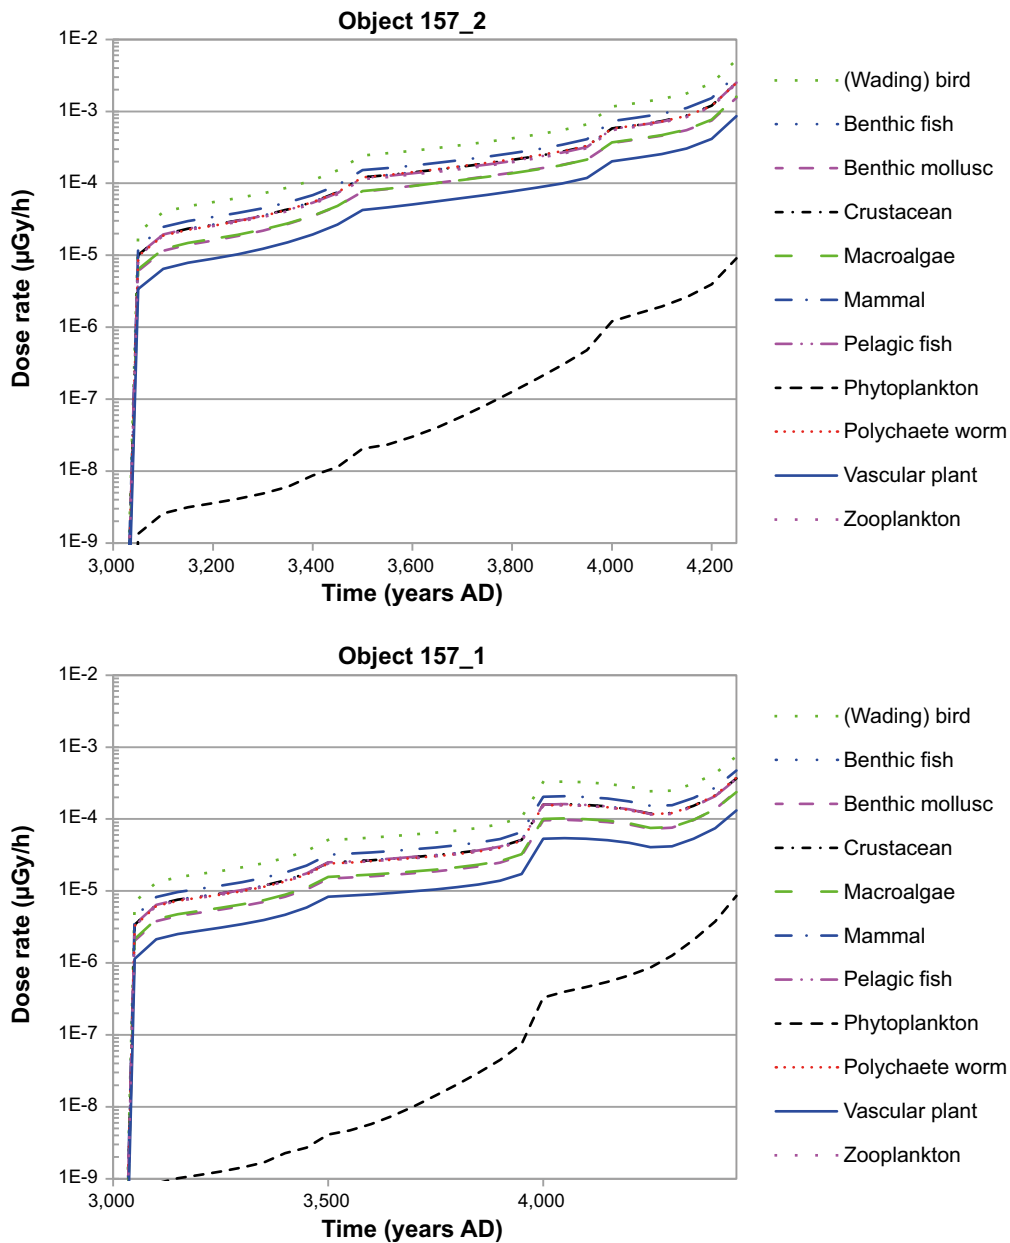 Object 157_2
1E-2
1E-3
1E-4
1E-5
1E-6
1E-7
1E-8
1E-9
Dose rate (µGy/h)
3,000 3,200 3,400 3,600 3,800 4,000 4,200
Time (years AD)
(Wading) bird
Benthic fish
Benthic mollusc
Crustacean
Macroalgae
Mammal
Pelagic fish
Phytoplankton
Polychaete worm
Vascular plant
Zooplankton
Object 157_1
1E-2
1E-3
1E-4
1E-5
1E-6
1E-7
1E-8
1E-9
Dose rate (µGy/h)
3,000 3,500 4,000
Time (years AD)
(Wading) bird
Benthic fish
Benthic mollusc
Crustacean
Macroalgae
Mammal
Pelagic fish
Phytoplankton
Polychaete worm
Vascular plant
Zooplankton